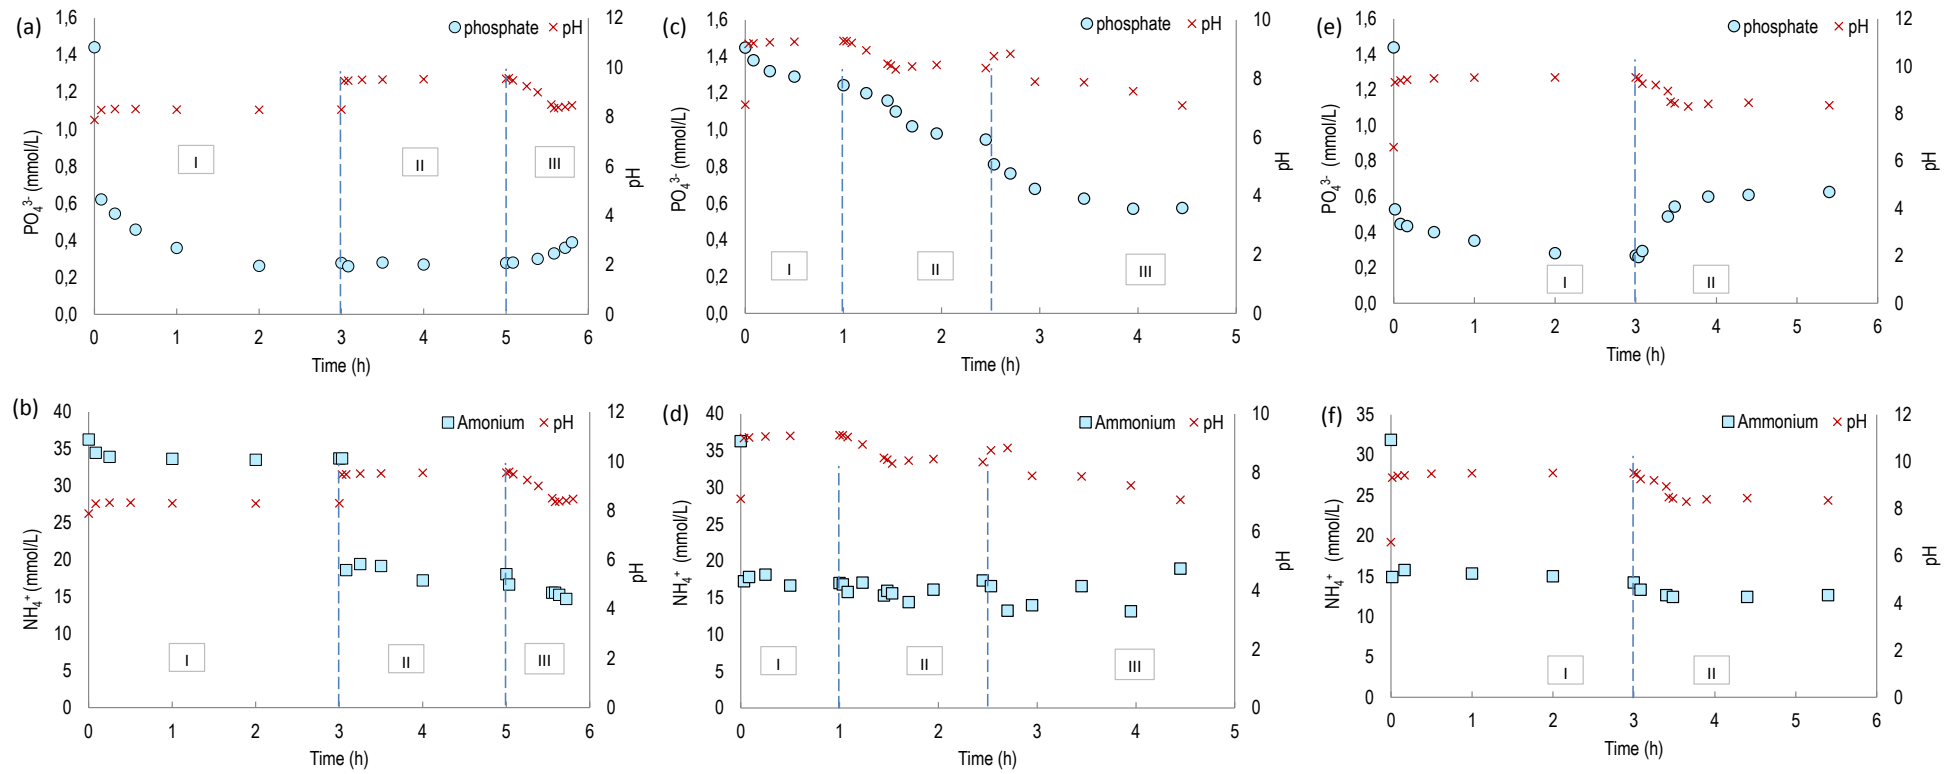 (a)
phosphate
pH
1,6
1,4
1,2
1,0
0,8
0,6
0,4
0,2
0,0
PO₄³⁻ (mmol/L)
12
10
8
6
4
2
0
pH
I
II
III
0 1 2 3 4 5 6
Time (h)
(c)
phosphate
pH
1,6
1,4
1,2
1,0
0,8
0,6
0,4
0,2
0,0
PO₄³⁻ (mmol/L)
10
8
6
4
2
0
pH
I
II
III
0 1 2 3 4 5
Time (h)
(e)
phosphate
pH
1,6
1,4
1,2
1,0
0,8
0,6
0,4
0,2
0,0
PO₄³⁻ (mmol/L)
12
10
8
6
4
2
0
pH
I
II
0 1 2 3 4 5 6
Time (h)
(b)
Amonium
pH
40
35
30
25
20
15
10
5
0
NH₄⁺ (mmol/L)
12
10
8
6
4
2
0
pH
I
II
III
0 1 2 3 4 5 6
Time (h)
(d)
Ammonium
pH
40
35
30
25
20
15
10
5
0
NH₄⁺ (mmol/L)
10
8
6
4
2
0
pH
I
II
III
0 1 2 3 4 5
Time (h)
(f)
Ammonium
pH
35
30
25
20
15
10
5
0
NH₄⁺ (mmol/L)
12
10
8
6
4
2
0
pH
I
II
0 1 2 3 4 5 6
Time (h)